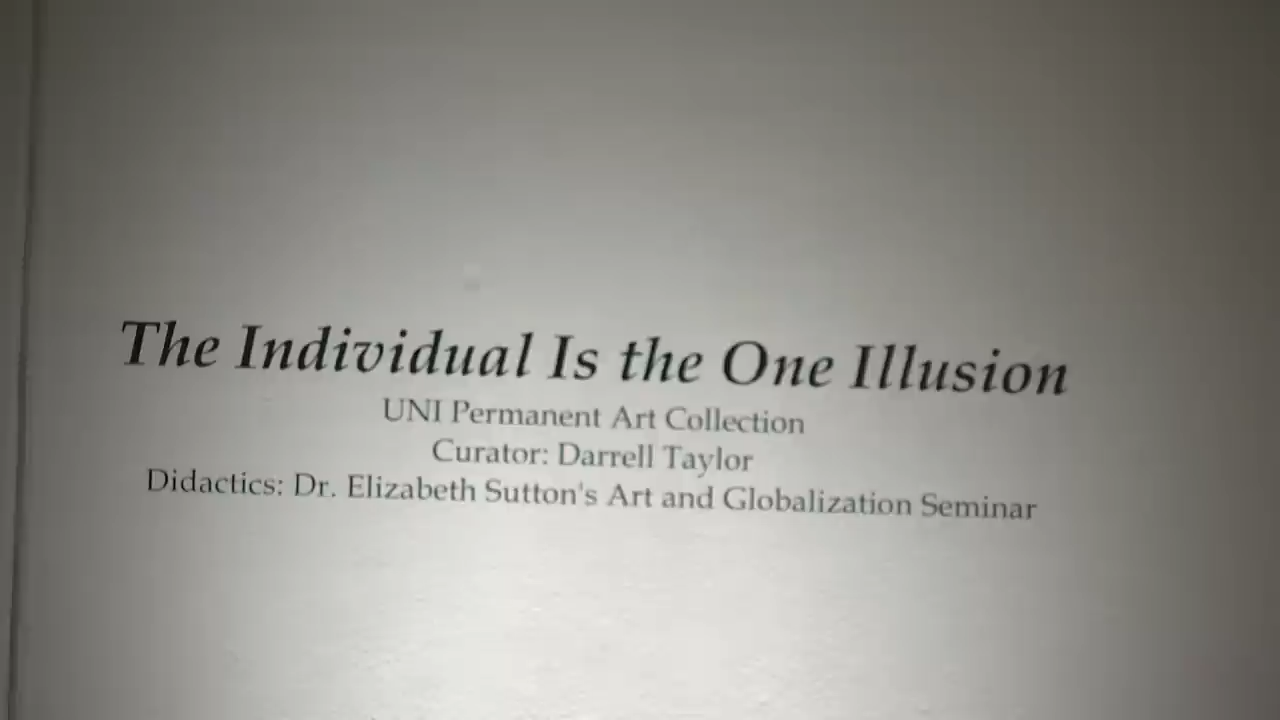 The Individual Is the One Illusion
UNI Permanent Art Collection
Curator: Darrell Taylor
Didactics: Dr. Elizabeth Sutton's Art and Globalization Seminar